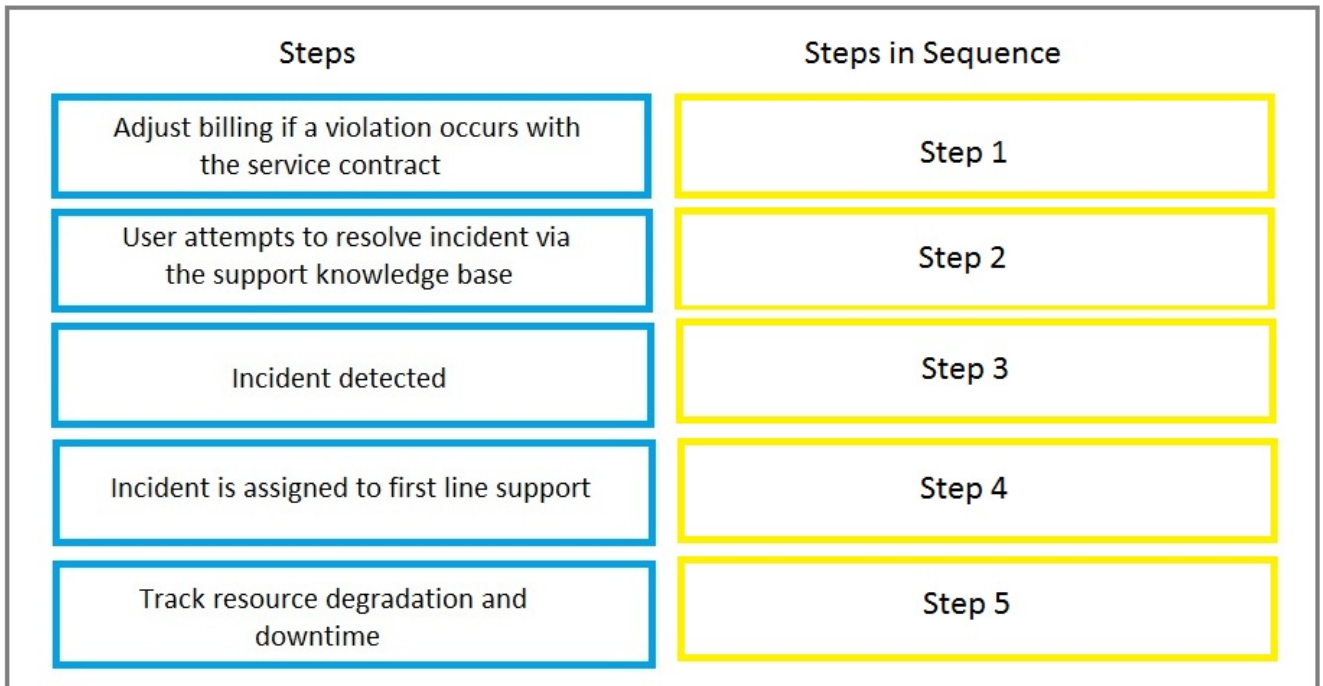 Steps
Steps in Sequence
Adjust billing if a violation occurs with
the service contract
Step 1
User attempts to resolve incident via
the support knowledge base
Step 2
Incident detected
Step 3
Incident is assigned to first line support
Step 4
Track resource degradation and
downtime
Step 5